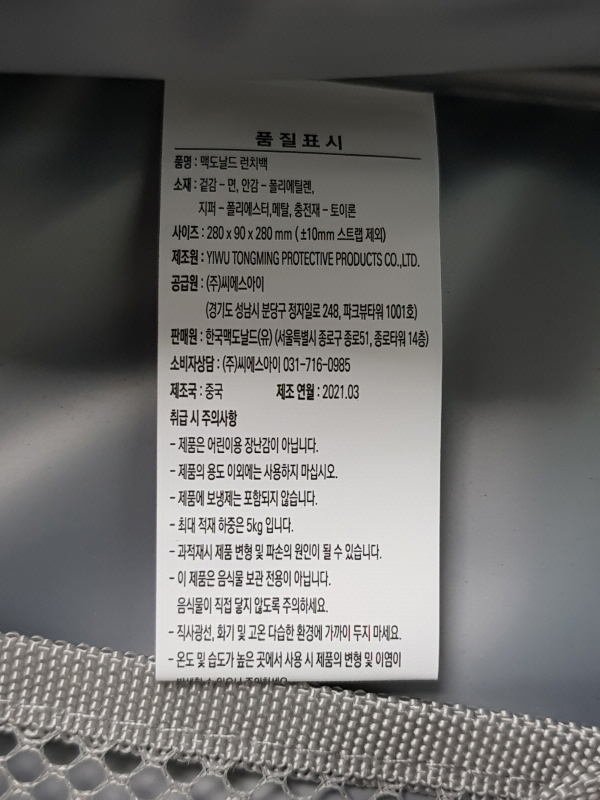 품질표시
품명 : 맥도날드 런치백
소재 : 겉감 - 면, 안감 - 폴리에틸렌,
지퍼 - 폴리에스터,메탈, 충전재 - 토이론
사이즈 : 280 x 90 x 280 mm ( ±10mm 스트랩 제외)
제조원 : YIWU TONGMING PROTECTIVE PRODUCTS CO.,LTD.
공급원 : (주)씨에스아이
(경기도 성남시 분당구 정자일로 248, 파크뷰타워 1001호)
판매원 : 한국맥도날드(유) (서울특별시 종로구 종로51, 종로타워 14층)
소비자상담 : (주)씨에스아이 031-716-0985
제조국 : 중국 제조 연월 : 2021.03
취급 시 주의사항
- 제품은 어린이용 장난감이 아닙니다.
- 제품의 용도 이외에는 사용하지 마십시오.
- 제품에 보냉제는 포함되지 않습니다.
- 최대 적재 하중은 5kg 입니다.
- 과적재시 제품 변형 및 파손의 원인이 될 수 있습니다.
- 이 제품은 음식물 보관 전용이 아닙니다.
음식물이 직접 닿지 않도록 주의하세요.
- 직사광선, 화기 및 고온 다습한 환경에 가까이 두지 마세요.
- 온도 및 습도가 높은 곳에서 사용 시 제품의 변형 및 이염이